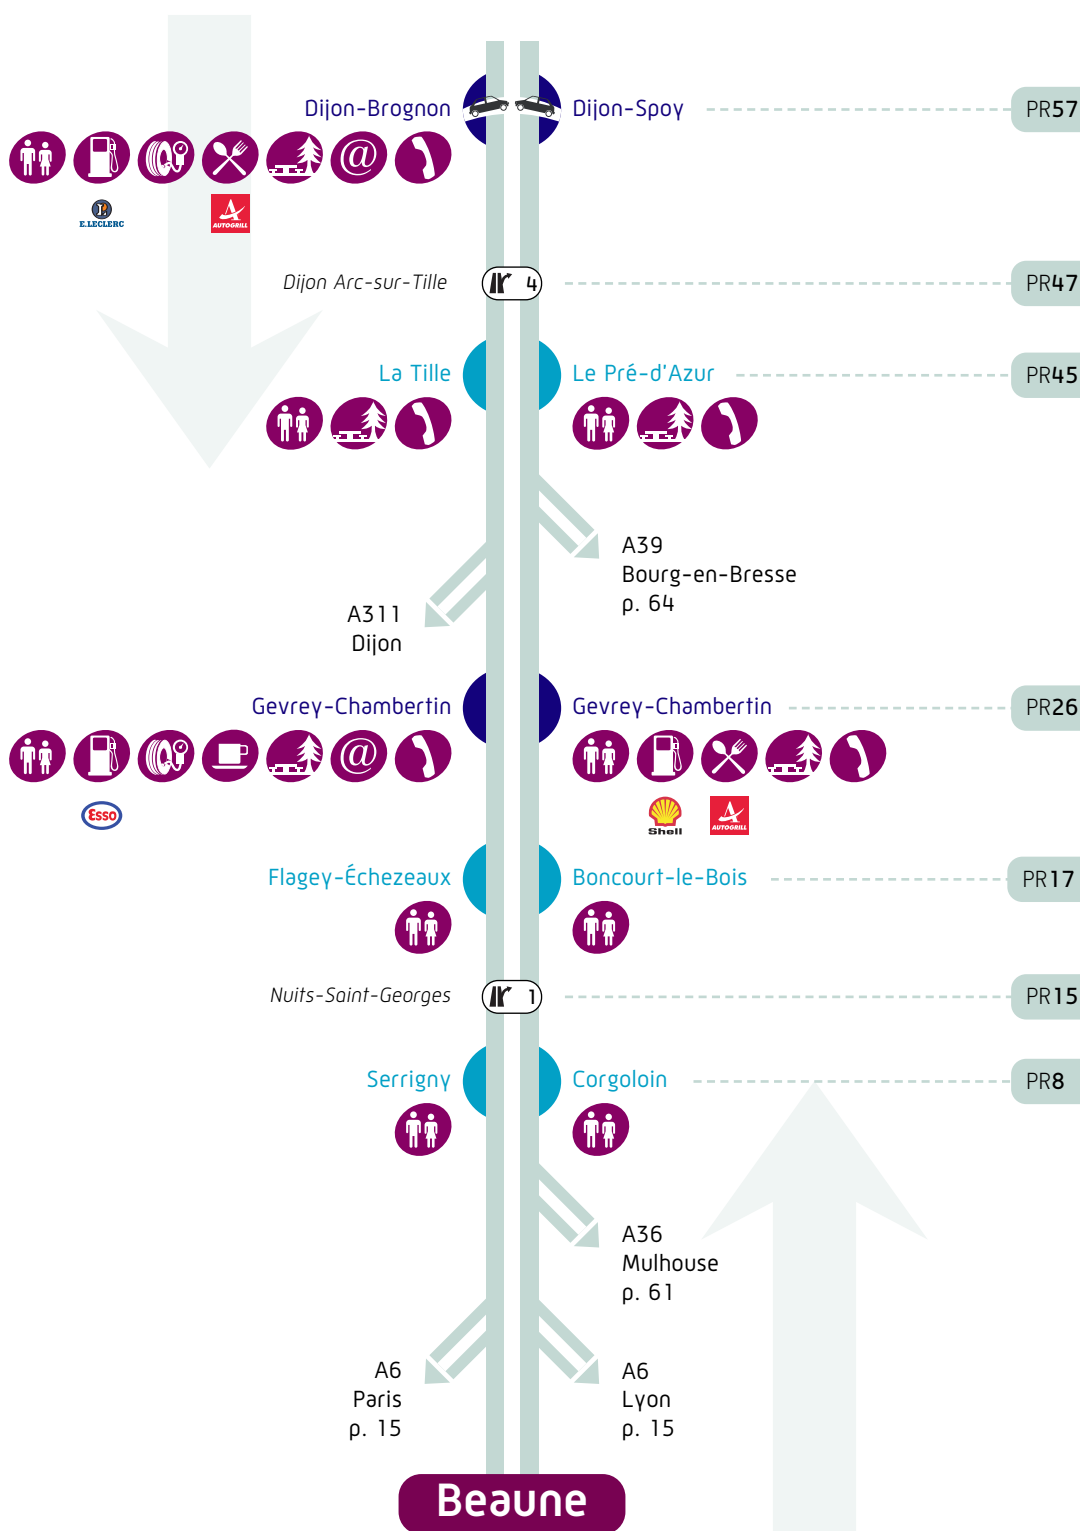 Dijon-Brognon
Dijon-Spoy
PR57
@
E.LECLERC
AUTOGRILL
Dijon Arc-sur-Tille
4
PR47
La Tille
Le Pré-d'Azur
PR45
A39
Bourg-en-Bresse
p. 64
A311
Dijon
Gevrey-Chambertin
Gevrey-Chambertin
PR26
@
Esso
Shell
AUTOGRILL
Flagey-Échezeaux
Boncourt-le-Bois
PR17
Nuits-Saint-Georges
1
PR15
Serrigny
Corgoloin
PR8
A36
Mulhouse
p. 61
A6
Paris
p. 15
A6
Lyon
p. 15
Beaune